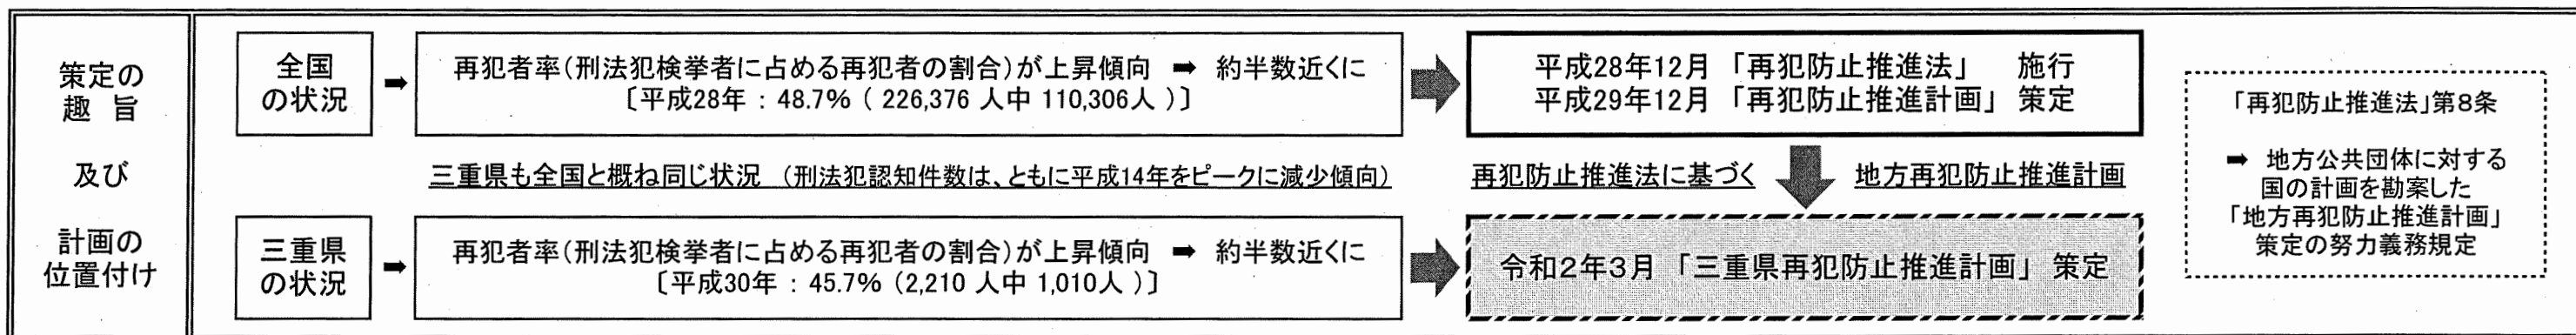 策定の
趣　旨
及び
計画の
位置付け
全国
の状況
➡
再犯者率（刑法犯検挙者に占める再犯者の割合）が上昇傾向　➡　約半数近くに
〔平成28年 ： 48.7％ （ 226,376 人中 110,306人 ）〕
平成28年12月 「再犯防止推進法」　施行
平成29年12月 「再犯防止推進計画」 策定
三重県も全国と概ね同じ状況 （刑法犯認知件数は、ともに平成14年をピークに減少傾向）
再犯防止推進法に基づく　地方再犯防止推進計画
三重県
の状況
➡
再犯者率（刑法犯検挙者に占める再犯者の割合）が上昇傾向　➡　約半数近くに
〔平成30年 ： 45.7％ （2,210 人中 1,010人 ）〕
令和２年３月 「三重県再犯防止推進計画」 策定
「再犯防止推進法」第８条
➡ 地方公共団体に対する
国の計画を勘案した
「地方再犯防止推進計画」
策定の努力義務規定